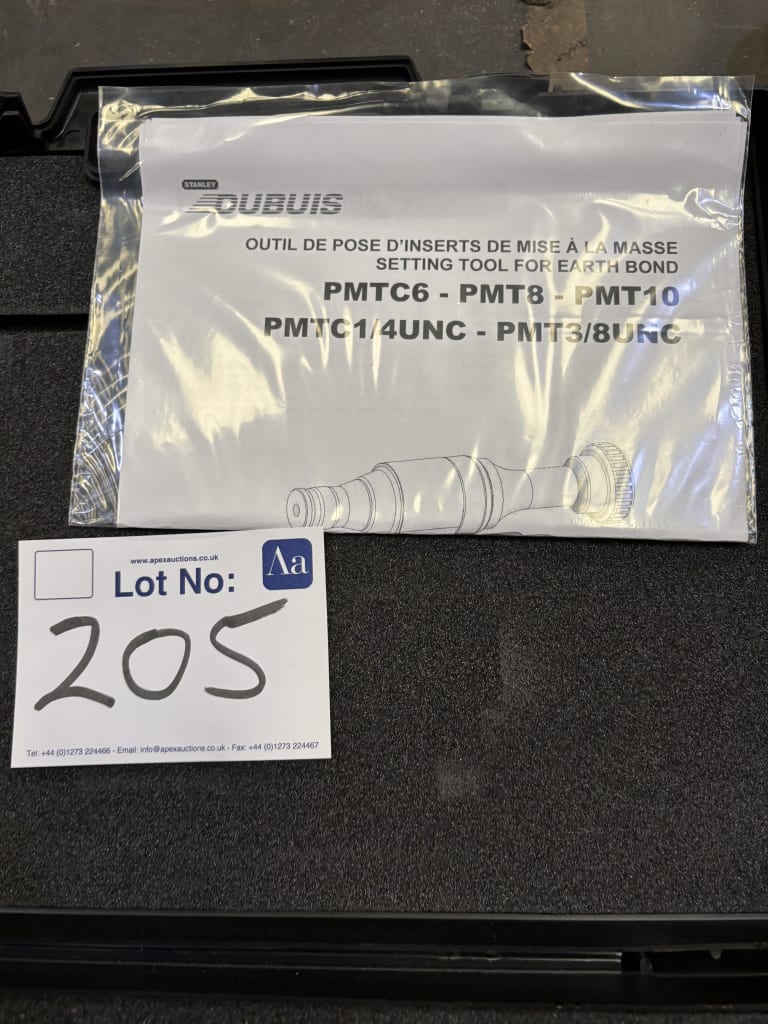 STANLEY
DUBUIS
OUTIL DE POSE D'INSERTS DE MISE À LA MASSE
SETTING TOOL FOR EARTH BOND
PMTC6 - PMT8 - PMT10
PMTC1/4UNC - PMT3/8UNC
www.apexauctions.co.uk
Lot No:
Aa
205
Tel: +44 (0)1273 224466 - Email: info@apexauctions.co.uk - Fax: +44 (0)1273 224467